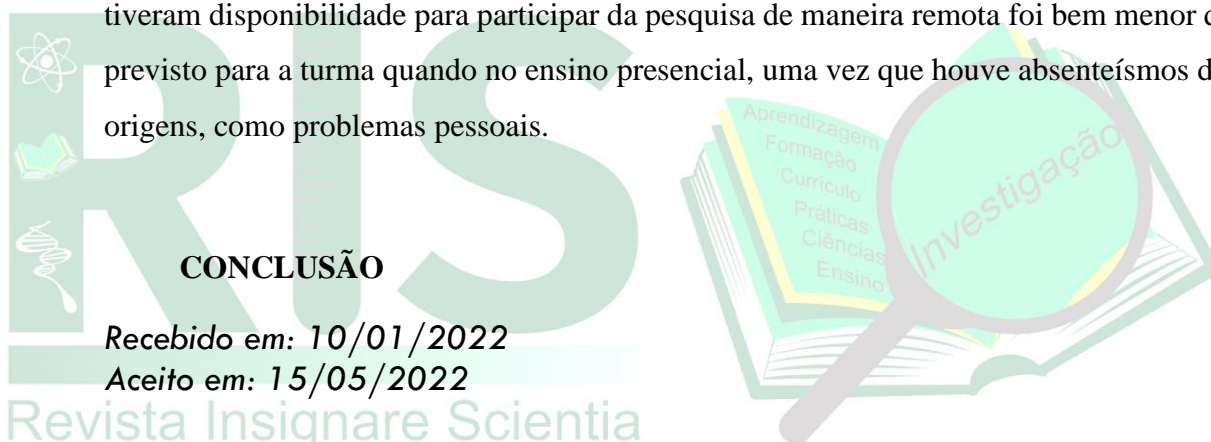 tiveram disponibilidade para participar da pesquisa de maneira remota foi bem menor
previsto para a turma quando no ensino presencial, uma vez que houve absenteísmos
origens, como problemas pessoais.
Aprendizagem
Formação
Currículo
Práticas
Ciências
Ensino
Investigação
RIS
CONCLUSÃO
Recebido em: 10/01/2022
Aceito em: 15/05/2022
Revista Insignare Scientia